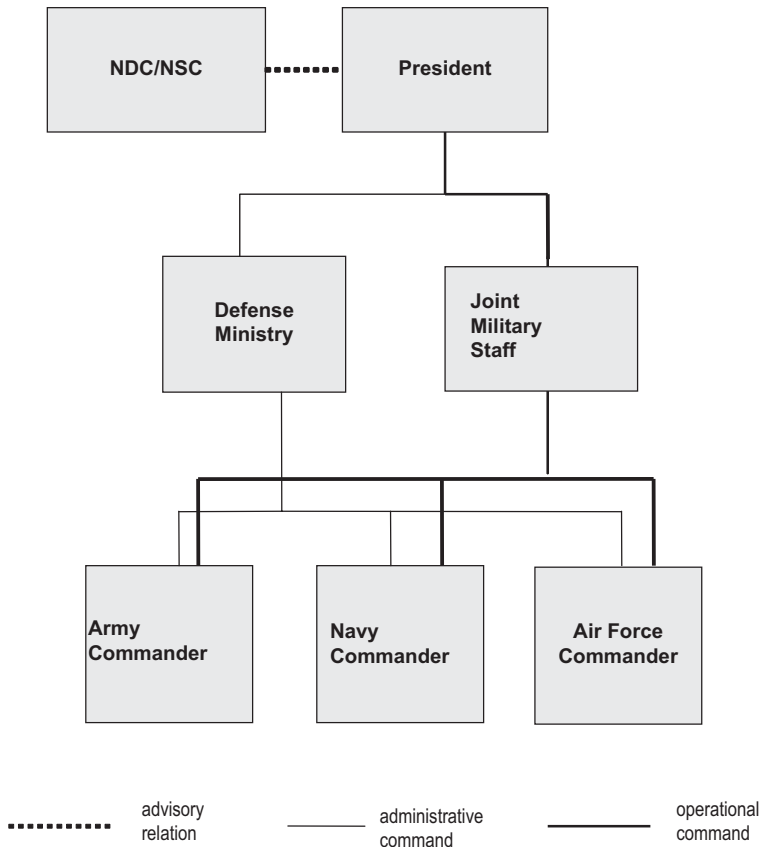 NDC/NSC
President
Defense
Ministry
Joint
Military
Staff
Army
Commander
Navy
Commander
Air Force
Commander
advisory
relation
administrative
command
operational
command